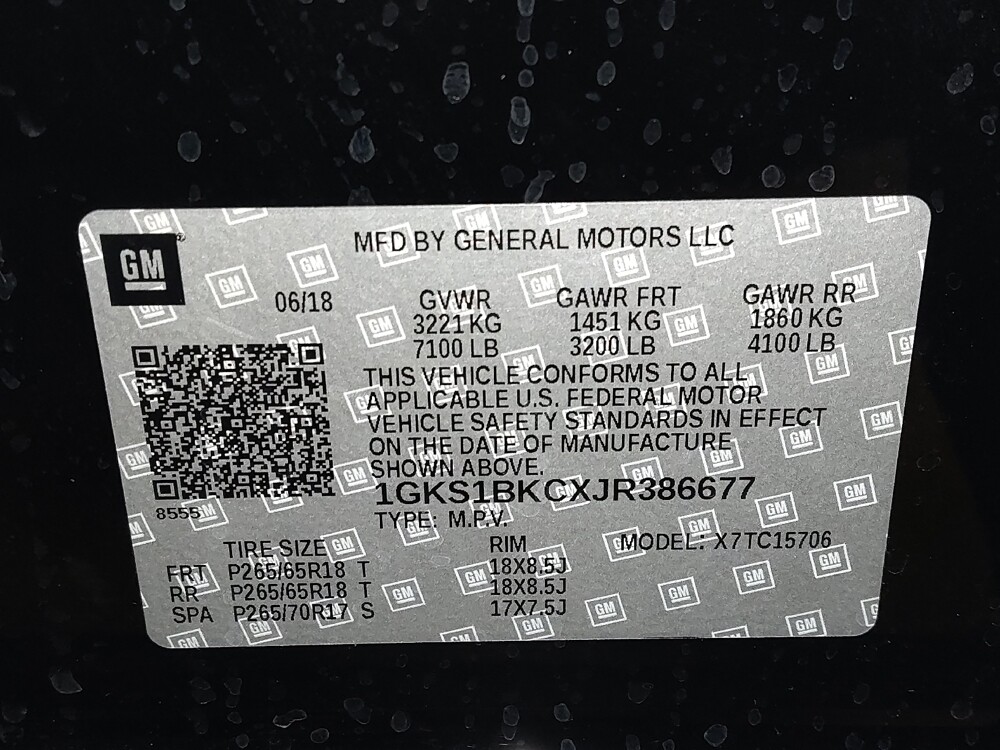 GM
MFD BY GENERAL MOTORS LLC
06/18 GVWR GAWR FRT GAWR RR
3221 KG 1451 KG 1860 KG
7100 LB 3200 LB 4100 LB
THIS VEHICLE CONFORMS TO ALL
APPLICABLE U.S. FEDERAL MOTOR
VEHICLE SAFETY STANDARDS IN EFFECT
ON THE DATE OF MANUFACTURE
SHOWN ABOVE.
1GKS1BKCXJR386677
8555
TYPE: M.P.V.
TIRE SIZE RIM MODEL: X7TC15706
FRT P265/65R18 T 18X8.5J
RR P265/65R18 T 18X8.5J
SPA P265/70R17 S 17X7.5J